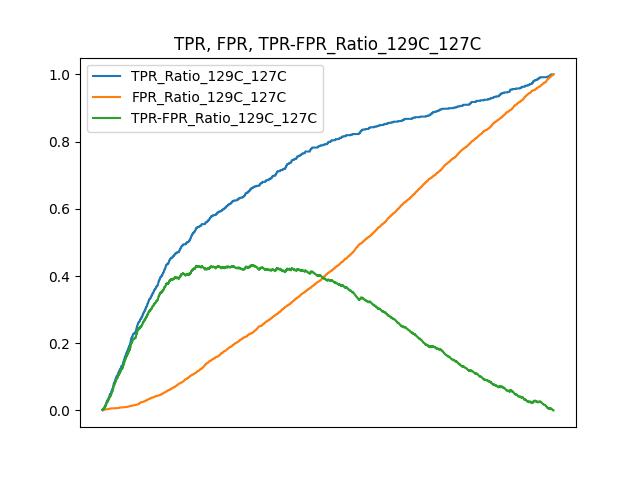 TPR, FPR, TPR-FPR_Ratio_129C_127C
TPR_Ratio_129C_127C
FPR_Ratio_129C_127C
TPR-FPR_Ratio_129C_127C
1.0
0.8
0.6
0.4
0.2
0.0